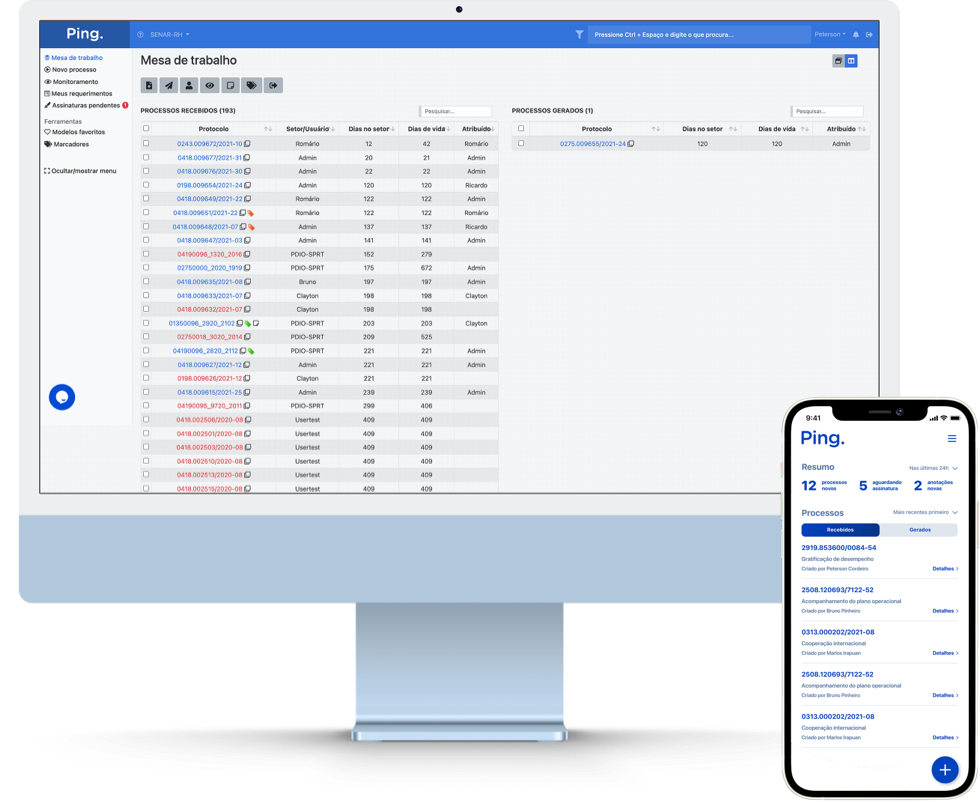 Ping.
SENAR-RH
Pressione Ctrl + Espaço e digite o que procura...
Peterson
Mesa de trabalho
Novo processo
Monitoramento
Meus requerimentos
Assinaturas pendentes 1
Ferramentas
Modelos favoritos
Marcadores
Ocultar/mostrar menu
Mesa de trabalho
PROCESSOS RECEBIDOS (193)
Pesquisar...
Protocolo Setor/Usuário Dias no setor Dias de vida Atribuído
0243.009672/2021-10 Romário 12 42 Romário
0418.009677/2021-31 Admin 20 21 Admin
0418.009676/2021-30 Admin 22 22 Admin
0198.009654/2021-24 Admin 120 120 Ricardo
0418.009649/2021-22 Romário 122 122 Admin
0418.009651/2021-22 Romário 122 122 Romário
0418.009648/2021-07 Admin 137 137 Ricardo
0418.009647/2021-03 Admin 141 141 Admin
04190096_1320_2016 PDIO-SPRT 152 279
02750000_2020_1919 PDIO-SPRT 175 672 Admin
0418.009635/2021-08 Bruno 197 197 Admin
0418.009633/2021-07 Clayton 198 198 Clayton
0418.009632/2021-07 Clayton 198 198
01350096_2920_2102 PDIO-SPRT 203 203 Clayton
02750018_3020_2014 PDIO-SPRT 209 525
04190096_2820_2112 PDIO-SPRT 221 221 Admin
0418.009627/2021-12 Admin 221 221 Admin
0198.009626/2021-12 Clayton 221 221
0418.009615/2021-25 Admin 239 239 Admin
04190095_9720_2011 PDIO-SPRT 299 406
0418.002506/2020-08 Usertest 409 409
0418.002501/2020-08 Usertest 409 409
0418.002503/2020-08 Usertest 409 409
0418.002510/2020-08 Usertest 409 409
0418.002513/2020-08 Usertest 409 409
0418.002515/2020-08 Usertest 409 409
PROCESSOS GERADOS (1)
Pesquisar...
Protocolo Dias no setor Dias de vida Atribuído
0275.009655/2021-24 120 120 Admin
9:41
Ping.
Resumo Nas últimas 24h
12 processos novos
5 aguardando assinatura
2 anotações novas
Processos Mais recentes primeiro
Recebidos Gerados
2919.853600/0084-54
Gratificação de desempenho
Criado por Peterson Cordeiro Detalhes
2508.120693/7122-52
Acompanhamento do plano operacional
Criado por Bruno Pinheiro Detalhes
0313.000202/2021-08
Cooperação internacional
Criado por Marlos Irapuan Detalhes
2508.120693/7122-52
Acompanhamento do plano operacional
Criado por Bruno Pinheiro Detalhes
0313.000202/2021-08
Cooperação internacional
Criado por Marlos Irapuan Detalhes